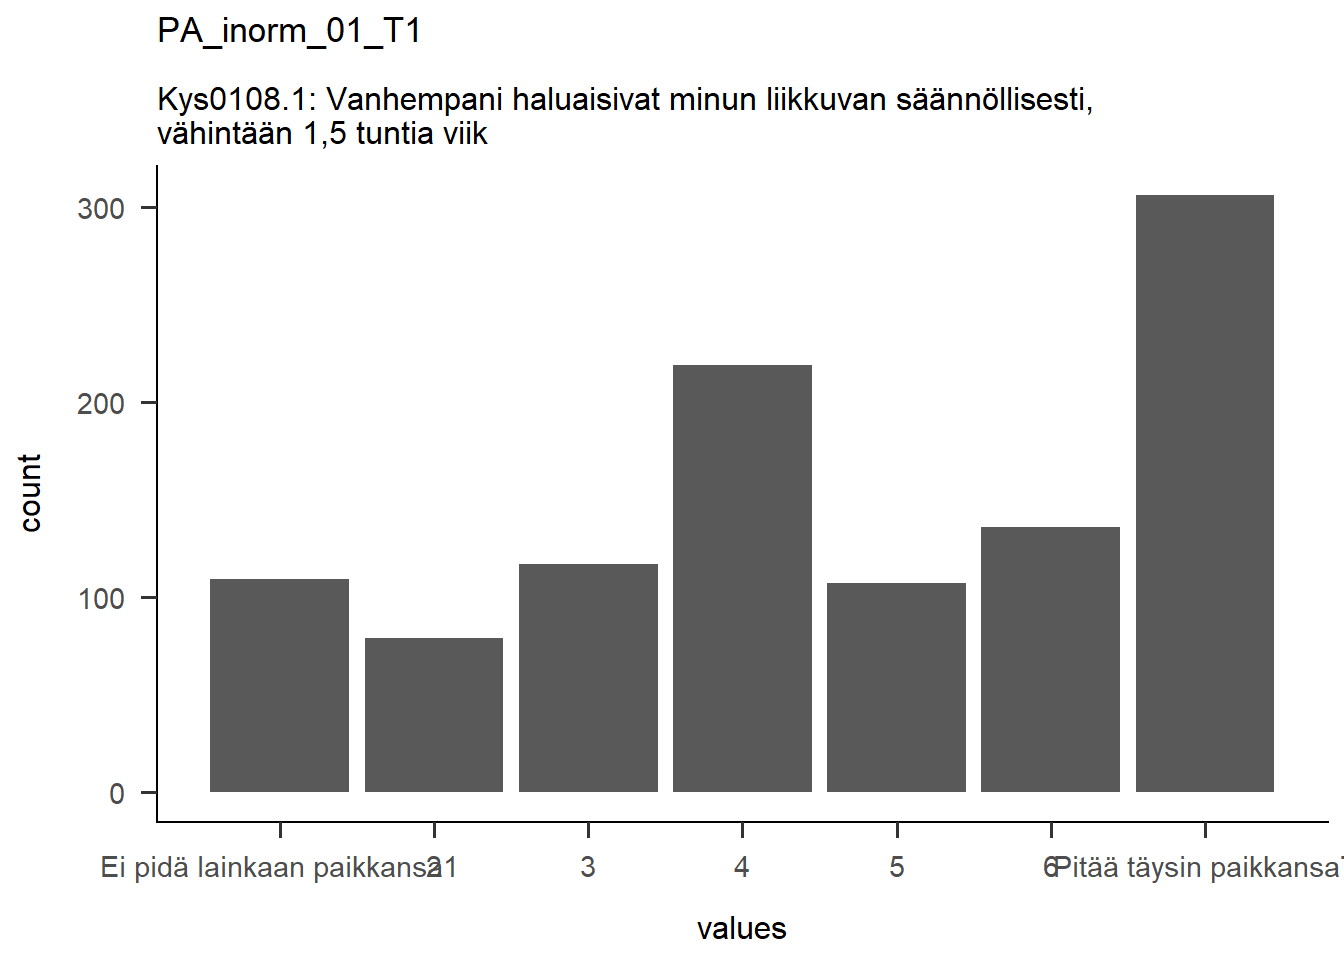 PA_inorm_01_T1
Kys0108.1: Vanhempani haluaisivat minun liikkuvan säännöllisesti,
vähintään 1,5 tuntia viik
300
200
100
0
count
Ei pidä lainkaan paikkansa1 2 3 4 5 6 Pitää täysin paikkansa7
values